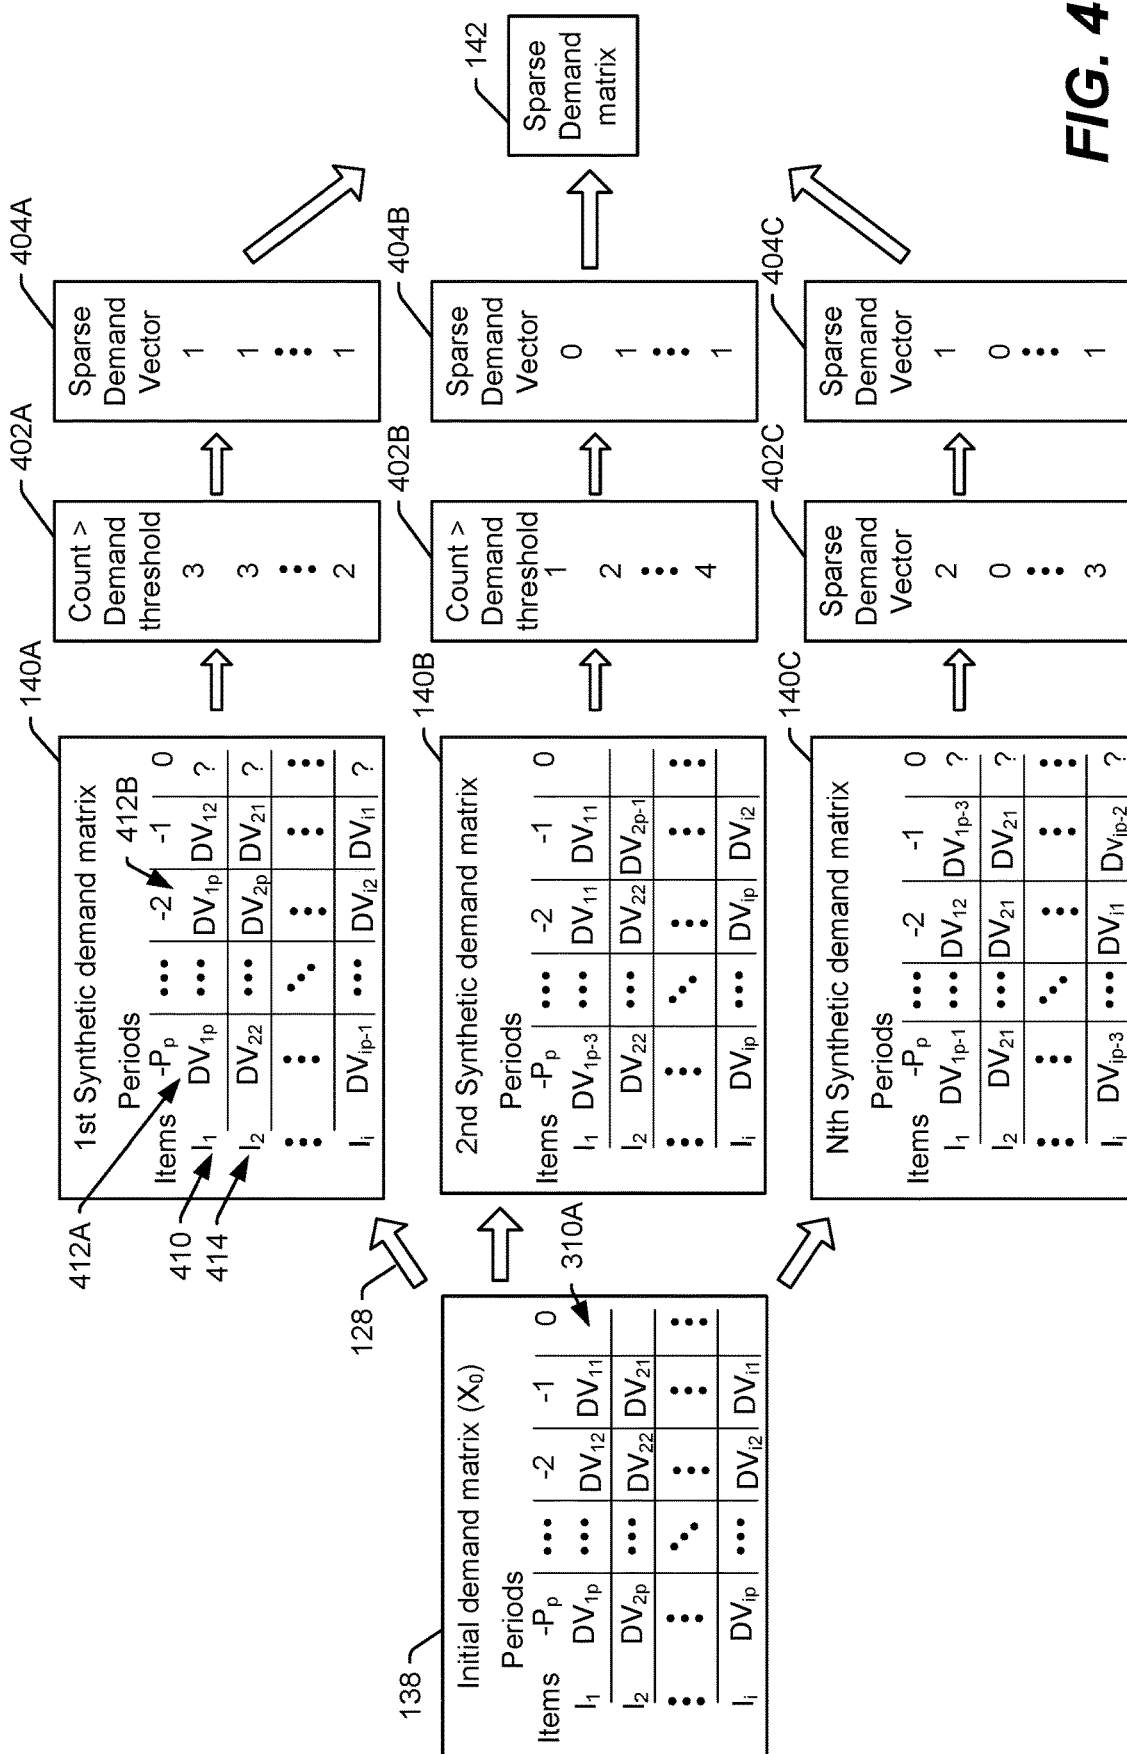 Initial demand matrix (X0)
Periods
Items -Pp ••• -2 -1 0
I1 DV1p ••• DV12 DV11
I2 DV2p ••• DV22 DV21
••• ••• ••• ••• ••• •••
Ii DVip ••• DVi2 DVi1
138
310A
128
1st Synthetic demand matrix
Periods
Items -Pp ••• -2 -1 0
I1 DV1p ••• DV1p DV12 ?
I2 DV22 ••• DV2p DV21 ?
••• ••• ••• ••• ••• •••
Ii DVip-1 ••• DVi2 DVi1 ?
140A
412A
410
414
412B
2nd Synthetic demand matrix
Periods
Items -Pp ••• -2 -1 0
I1 DV1p-3 ••• DV11 DV11
I2 DV22 ••• DV22 DV2p-1
••• ••• ••• ••• ••• •••
Ii DVip ••• DVip DVi2
140B
Nth Synthetic demand matrix
Periods
Items -Pp ••• -2 -1 0
I1 DV1p-1 ••• DV12 DV1p-3 ?
I2 DV21 ••• DV21 DV21 ?
••• ••• ••• ••• ••• •••
Ii DVip-3 ••• DVi1 DVip-2 ?
140C
Count >
Demand
threshold
3
3
•••
2
402A
Count >
Demand
threshold
1
2
•••
4
402B
Sparse
Demand
Vector
2
0
•••
3
402C
Sparse
Demand
Vector
1
1
•••
1
404A
Sparse
Demand
Vector
0
1
•••
1
404B
Sparse
Demand
Vector
1
0
•••
1
404C
Sparse
Demand
matrix
142
FIG. 4